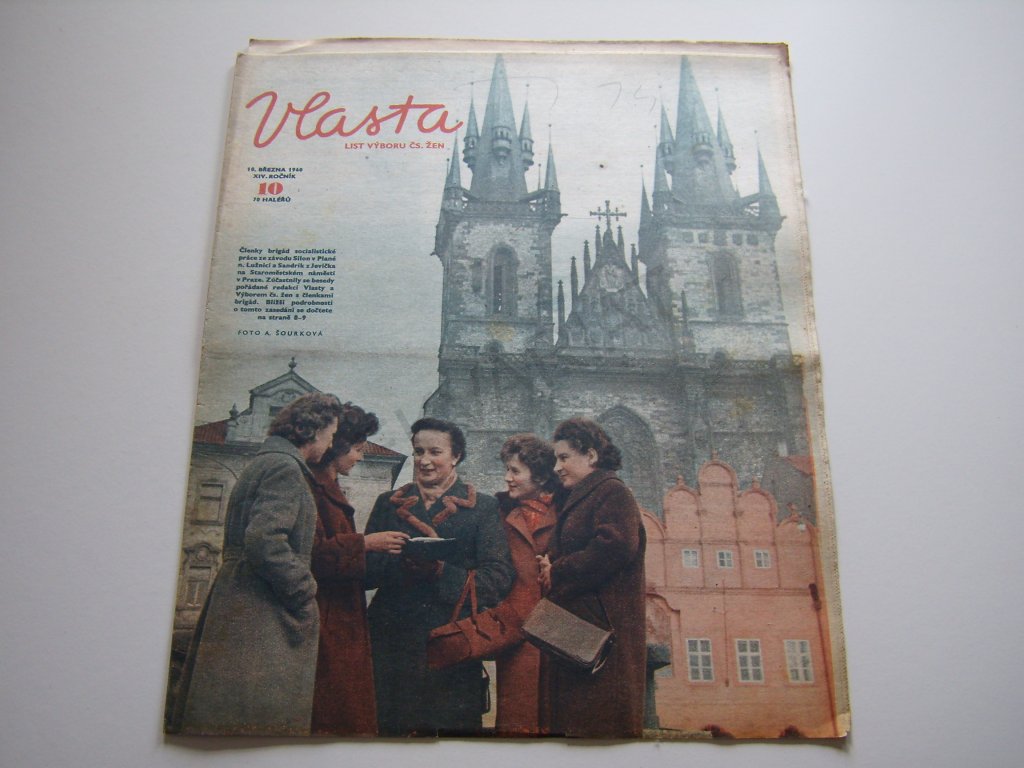 Vlasta
LIST VÝBORU ČS. ŽEN
10. BŘEZNA 1960
XIV. ROČNÍK
10
70 HALÉŘŮ
Členky brigád socialistické
práce ze závodu Silon v Plané
n. Lužnicí a Sandrik z Jevíčka
na Staroměstském náměstí
v Praze. Zúčastnily se besedy
pořádané redakcí Vlasty a
Výborem čs. žen s členkami
brigád. Bližší podrobnosti
o tomto zasedání se dočtete
na straně 8–9
FOTO A. ŠOURKOVÁ